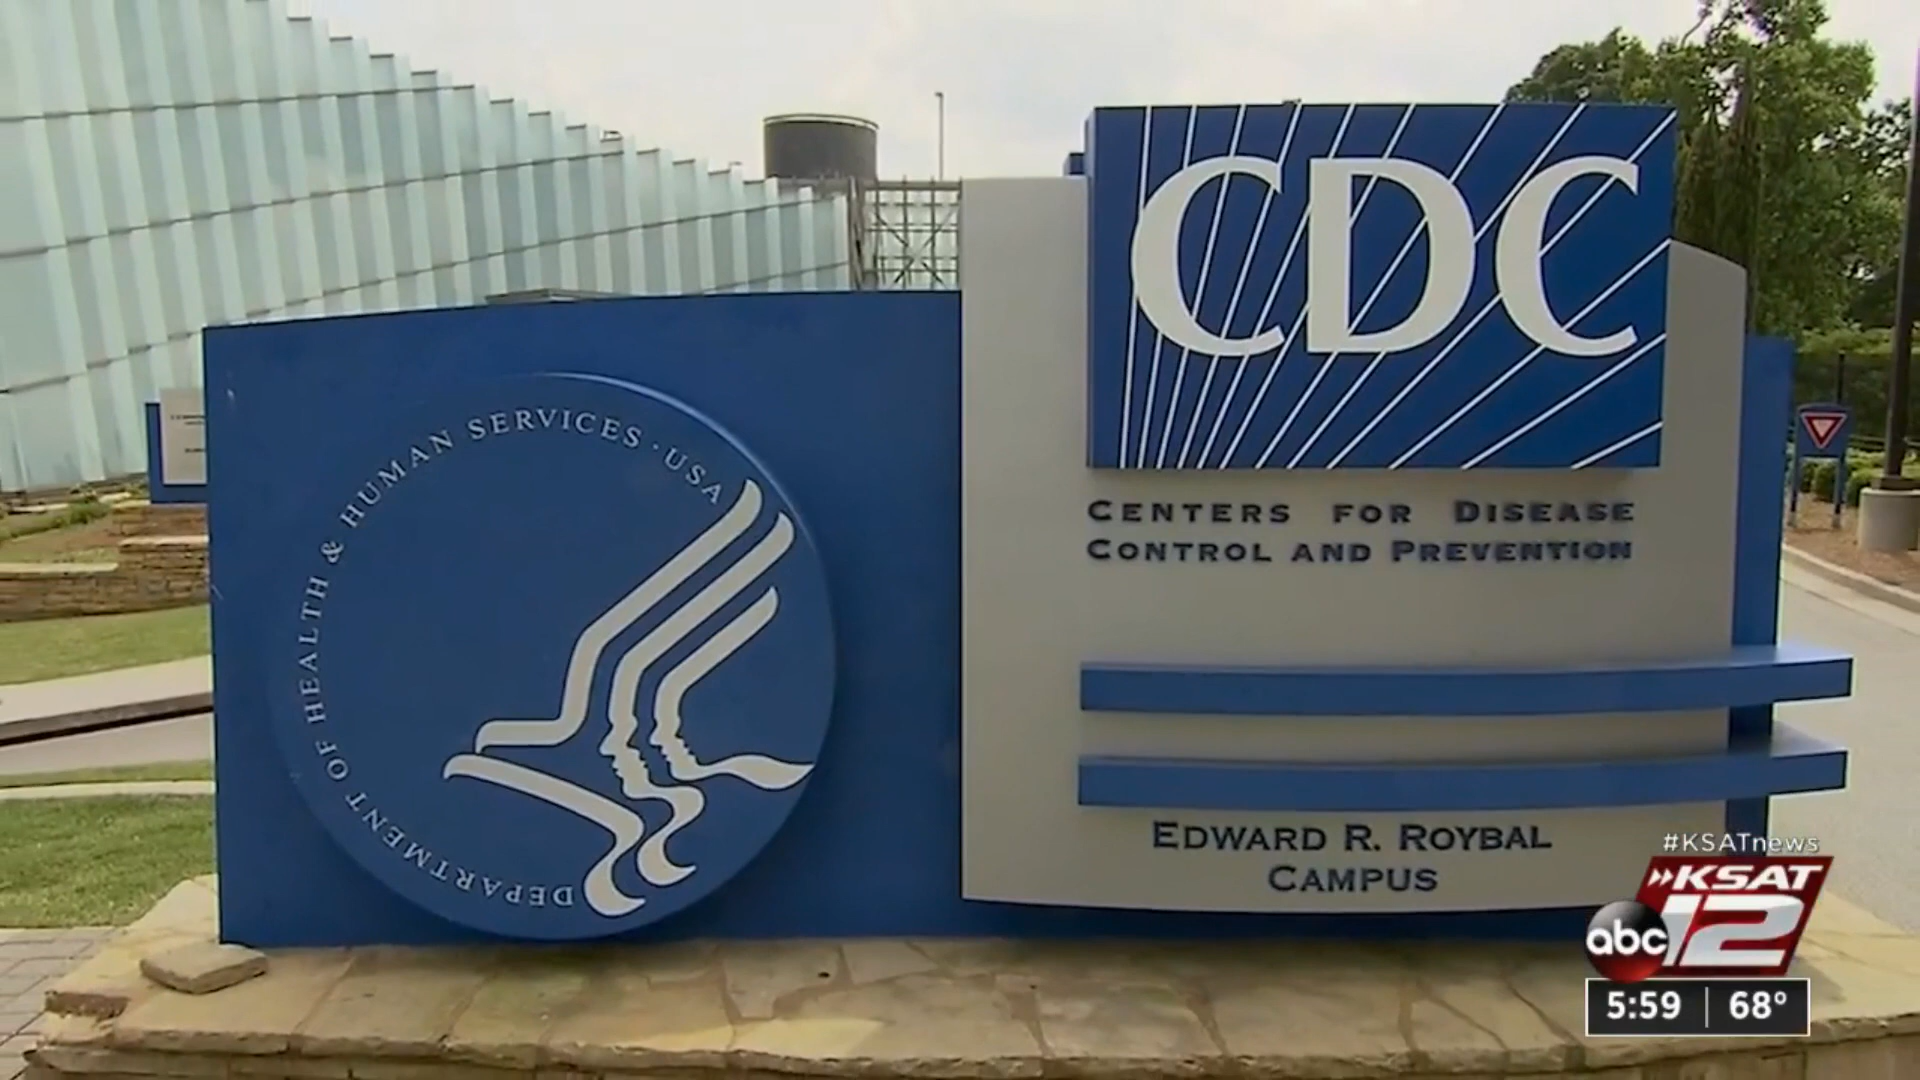 DEPARTMENT OF HEALTH & HUMAN SERVICES · USA
CDC
CENTERS FOR DISEASE
CONTROL AND PREVENTION
EDWARD R. ROYBAL
CAMPUS
#KSATnews
KSAT
abc 12
5:59 68°